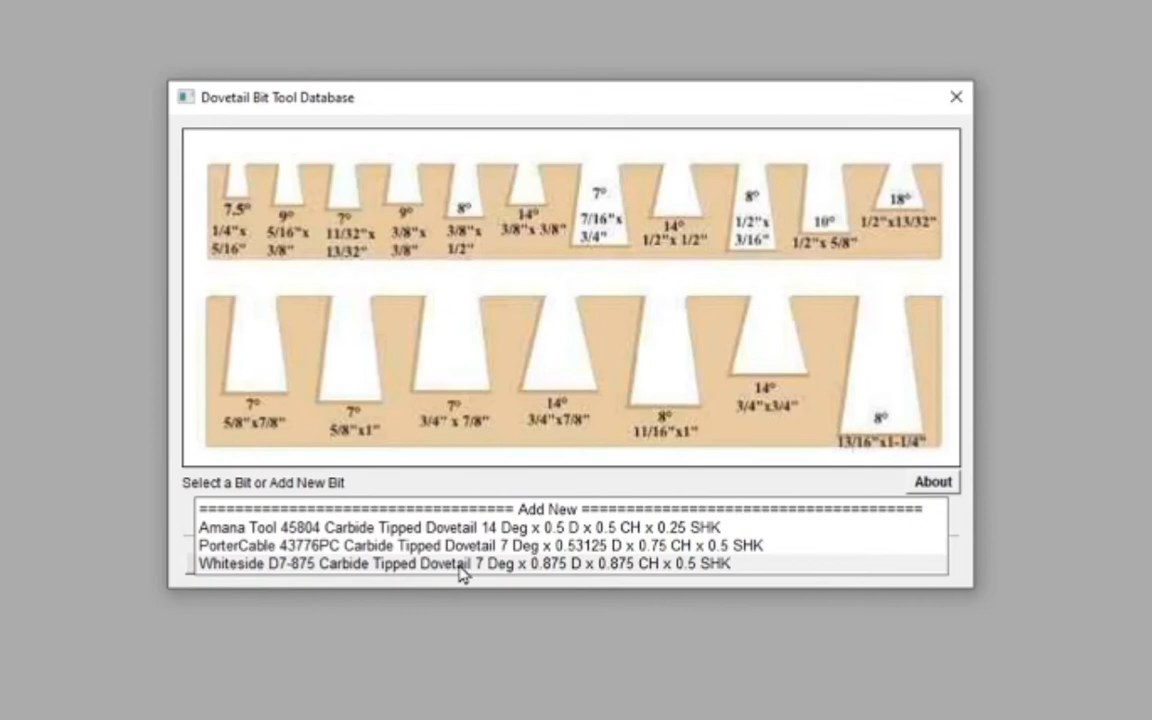 Dovetail Bit Tool Database
7.5°
1/4"x
5/16"
9°
5/16"x
3/8"
7°
11/32"x
13/32"
9°
3/8"x
3/8"
8°
3/8"x
1/2"
14°
3/8"x 3/8"
7°
7/16"x
3/4"
14°
1/2"x 1/2"
8°
1/2"x
3/16"
10°
1/2"x 5/8"
18°
1/2"x13/32"
7°
5/8"x7/8"
7°
5/8"x1"
7°
3/4" x 7/8"
14°
3/4"x7/8"
8°
11/16"x1"
14°
3/4"x3/4"
8°
13/16"x1-1/4"
Select a Bit or Add New Bit
About
=================================== Add New ======================================
Amana Tool 45804 Carbide Tipped Dovetail 14 Deg x 0.5 D x 0.5 CH x 0.25 SHK
PorterCable 43776PC Carbide Tipped Dovetail 7 Deg x 0.53125 D x 0.75 CH x 0.5 SHK
Whiteside D7-875 Carbide Tipped Dovetail 7 Deg x 0.875 D x 0.875 CH x 0.5 SHK